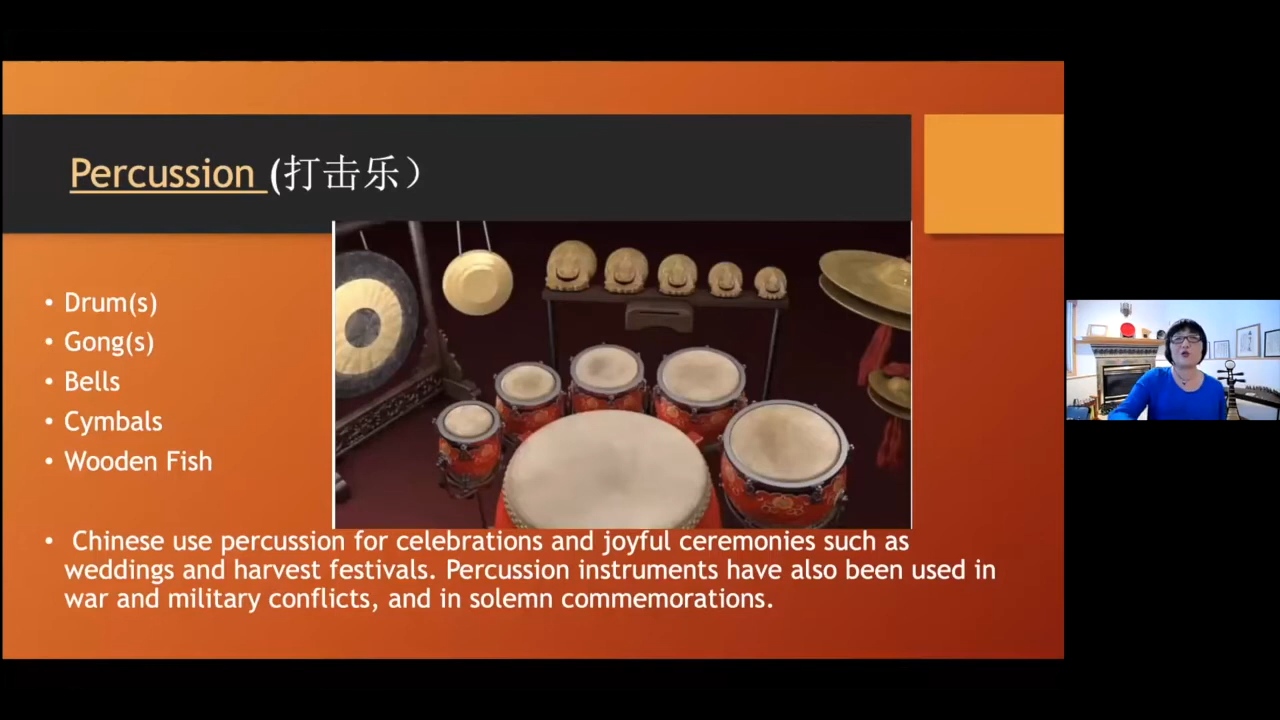 Percussion (打击乐）
• Drum(s)
• Gong(s)
• Bells
• Cymbals
• Wooden Fish
• Chinese use percussion for celebrations and joyful ceremonies such as
weddings and harvest festivals. Percussion instruments have also been used in
war and military conflicts, and in solemn commemorations.